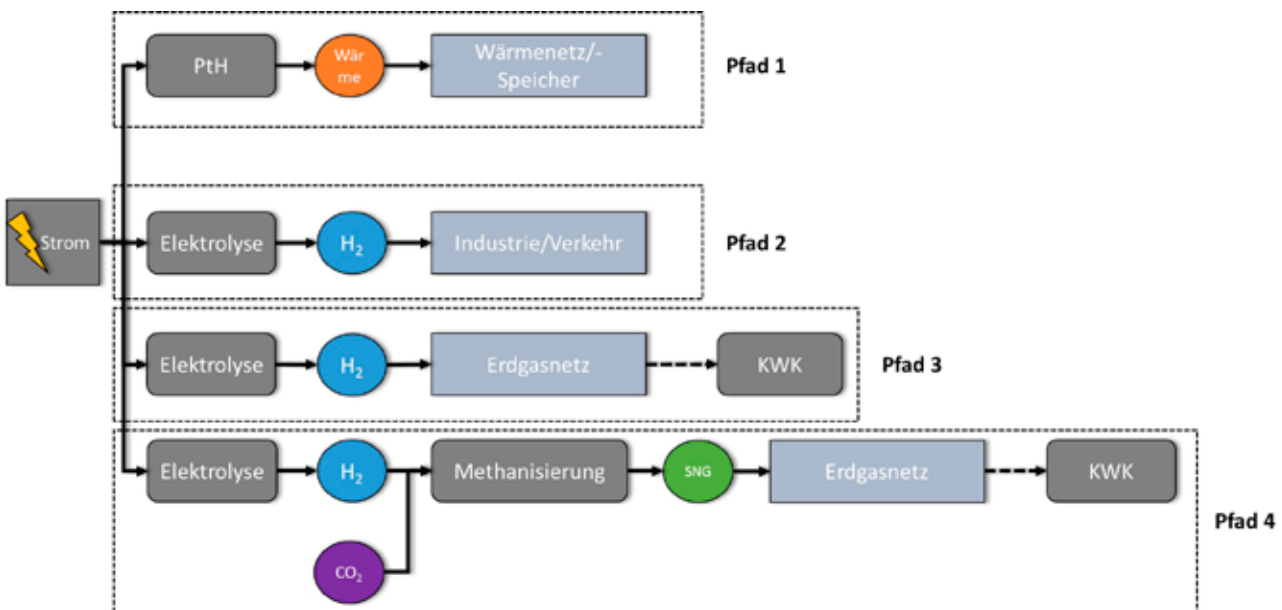 PtH
Wär
me
Wärmenetz/-
Speicher
Pfad 1
Strom
Elektrolyse
H₂
Industrie/Verkehr
Pfad 2
Elektrolyse
H₂
Erdgasnetz
KWK
Pfad 3
Elektrolyse
H₂
Methanisierung
SNG
Erdgasnetz
KWK
Pfad 4
CO₂